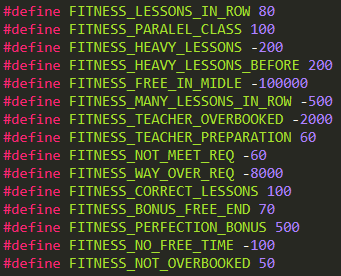 #define FITNESS_LESSONS_IN_ROW 80
#define FITNESS_PARALEL_CLASS 100
#define FITNESS_HEAVY_LESSONS -200
#define FITNESS_HEAVY_LESSONS_BEFORE 200
#define FITNESS_FREE_IN_MIDLE -100000
#define FITNESS_MANY_LESSONS_IN_ROW -500
#define FITNESS_TEACHER_OVERBOOKED -2000
#define FITNESS_TEACHER_PREPARATION 60
#define FITNESS_NOT_MEET_REQ -60
#define FITNESS_WAY_OVER_REQ -8000
#define FITNESS_CORRECT_LESSONS 100
#define FITNESS_BONUS_FREE_END 70
#define FITNESS_PERFECTION_BONUS 500
#define FITNESS_NO_FREE_TIME -100
#define FITNESS_NOT_OVERBOOKED 50